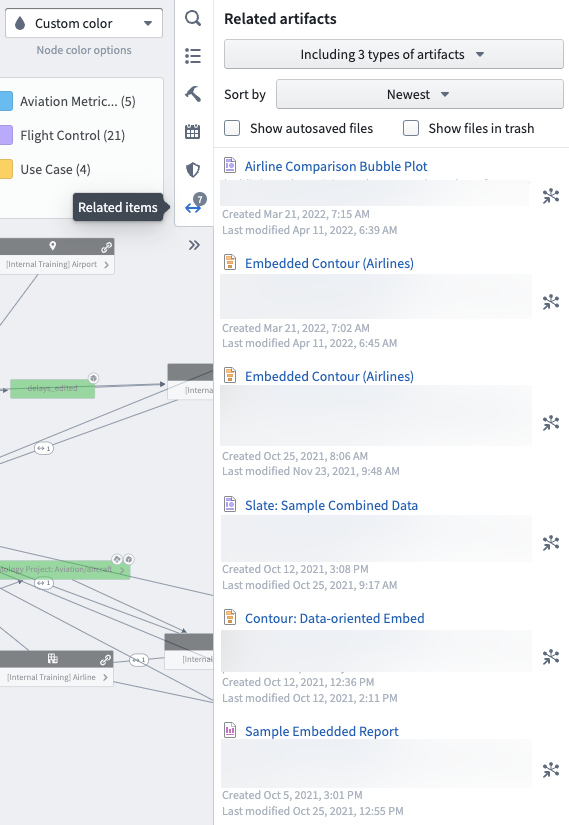 Custom color
Node color options
Aviation Metric... (5)
Flight Control (21)
Use Case (4)
7
Related items
[Internal Training] Airport
delays_edited
[Interna
1
ology Project: Aviation/aircraft
1
[Internal Training] Airline
1
[Internal
Related artifacts
Including 3 types of artifacts
Sort by
Newest
Show autosaved files
Show files in trash
Airline Comparison Bubble Plot
Created Mar 21, 2022, 7:15 AM
Last modified Apr 11, 2022, 6:39 AM
Embedded Contour (Airlines)
Created Mar 21, 2022, 7:02 AM
Last modified Apr 11, 2022, 6:45 AM
Embedded Contour (Airlines)
Created Oct 25, 2021, 8:06 AM
Last modified Nov 23, 2021, 9:48 AM
Slate: Sample Combined Data
Created Oct 12, 2021, 3:08 PM
Last modified Oct 25, 2021, 9:17 AM
Contour: Data-oriented Embed
Created Oct 12, 2021, 12:36 PM
Last modified Oct 12, 2021, 2:11 PM
Sample Embedded Report
Created Oct 5, 2021, 3:01 PM
Last modified Oct 25, 2021, 12:55 PM